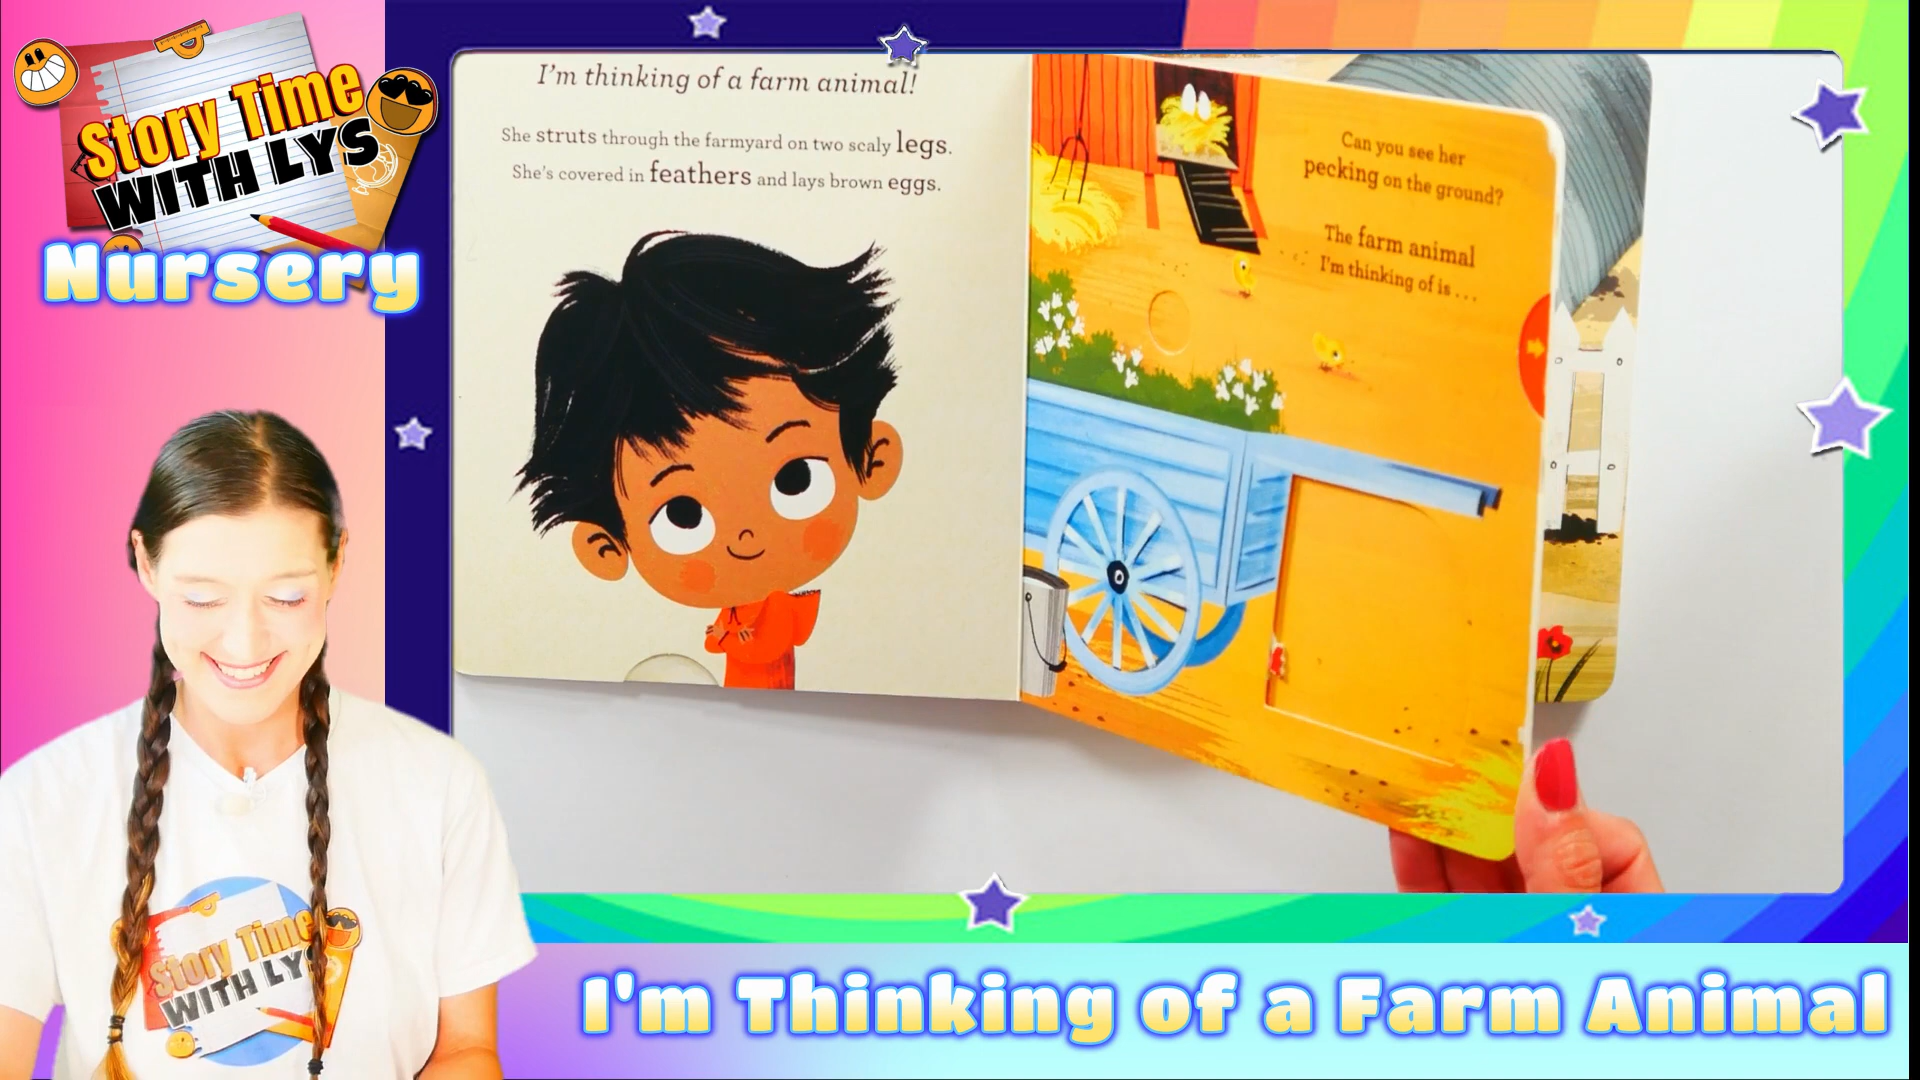 Story Time
WITH LYS
Nursery
I'm thinking of a farm animal!
She struts through the farmyard on two scaly legs.
She's covered in feathers and lays brown eggs.
Can you see her
pecking on the ground?
The farm animal
I'm thinking of is . . .
Story Time
WITH LYS
I'm Thinking of a Farm Animal